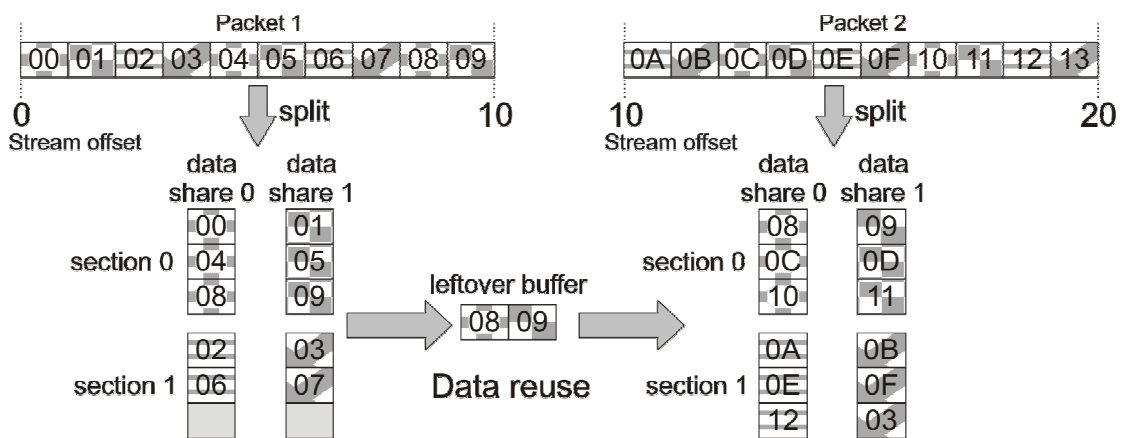 Packet 1
Packet 2
00 01 02 03 04 05 06 07 08 09
0A 0B 0C 0D 0E 0F 10 11 12 13
0 10
10 20
split
split
Stream offset
Stream offset
data data
share 0 share 1
data data
share 0 share 1
00 01
section 0 04 05
08 09
02 03
section 1 06 07
leftover buffer
08 09
Data reuse
08 09
section 0 0C 0D
10 11
0A 0B
section 1 0E 0F
12 03